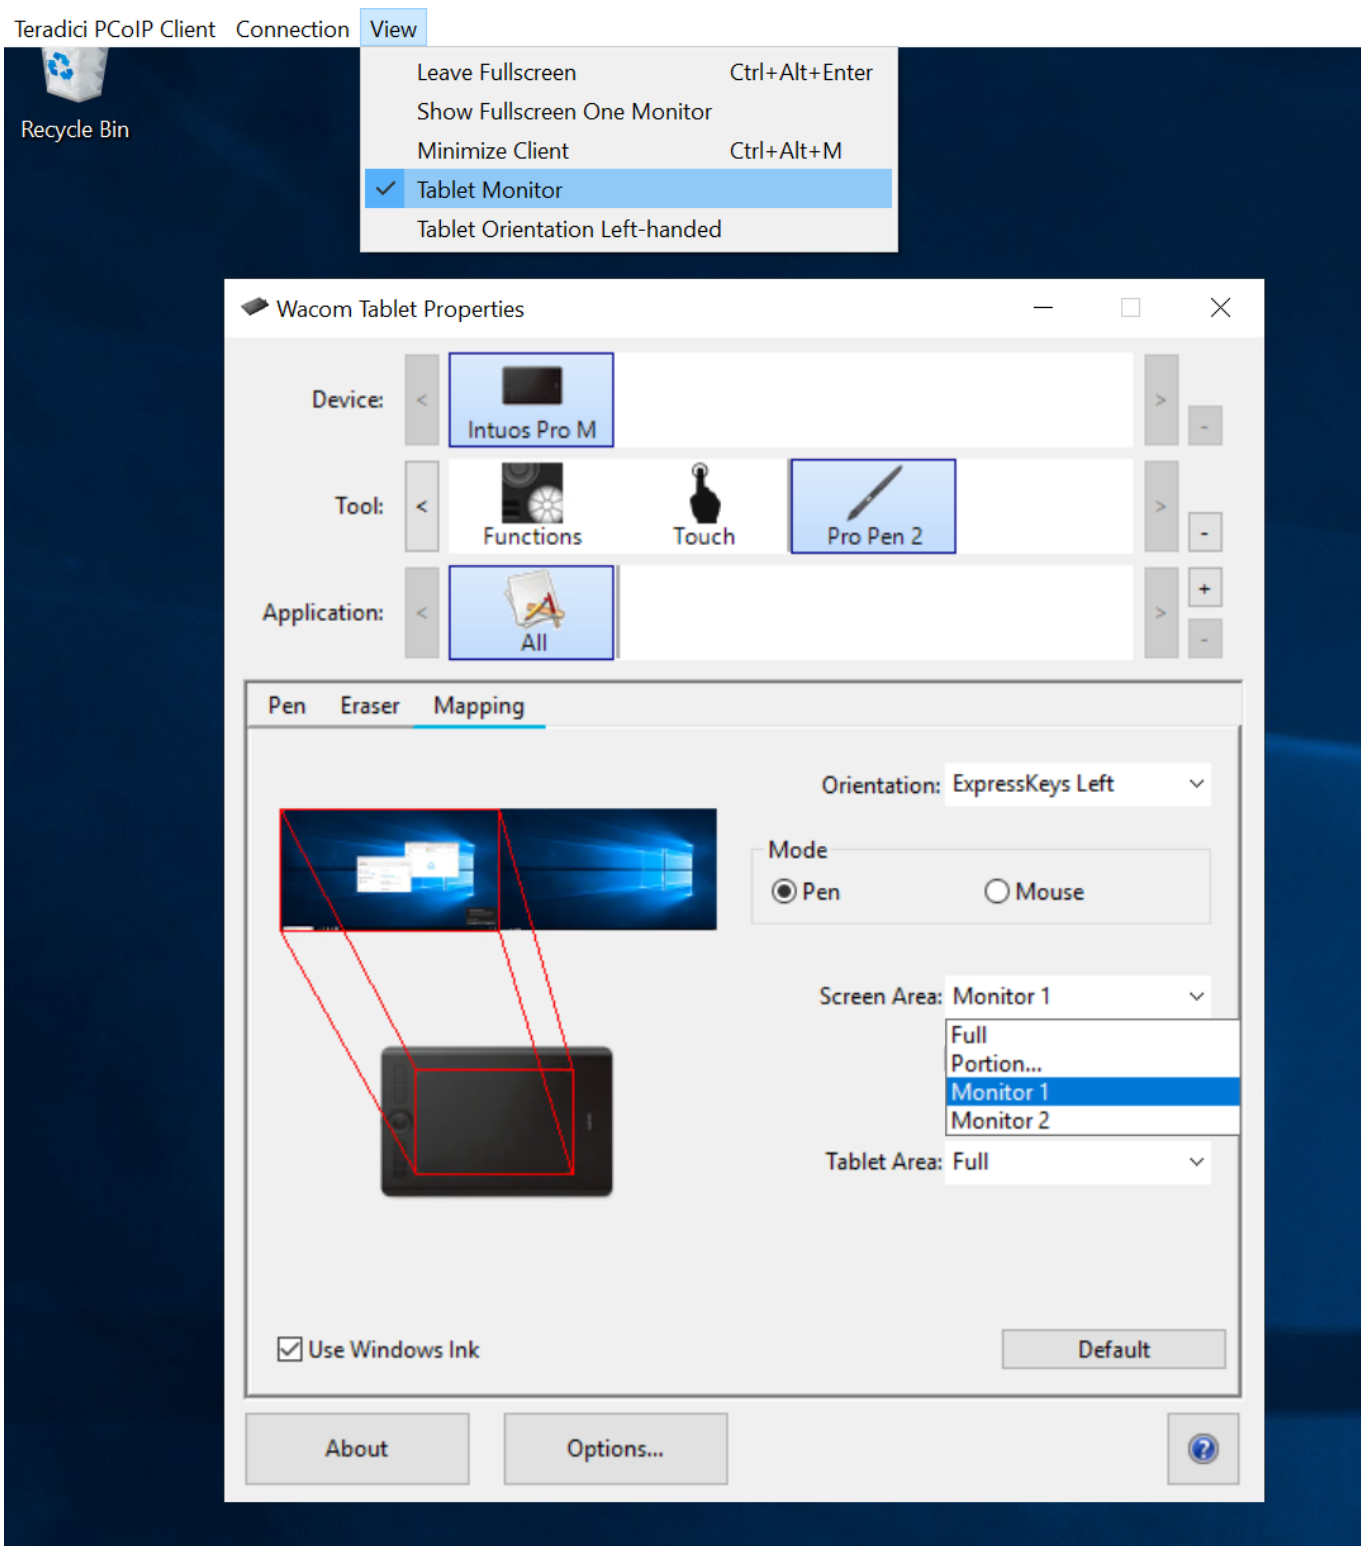 Teradici PCoIP Client Connection View
Leave Fullscreen Ctrl+Alt+Enter
Show Fullscreen One Monitor
Minimize Client Ctrl+Alt+M
Tablet Monitor
Tablet Orientation Left-handed
Recycle Bin
Wacom Tablet Properties
Device: < Intuos Pro M > -
Tool: < Functions Touch Pro Pen 2 > -
Application: < All > + -
Pen Eraser Mapping
Orientation: ExpressKeys Left
Mode
Pen Mouse
Screen Area: Monitor 1
Full
Portion...
Monitor 1
Monitor 2
Tablet Area: Full
Use Windows Ink Default
About Options... ?